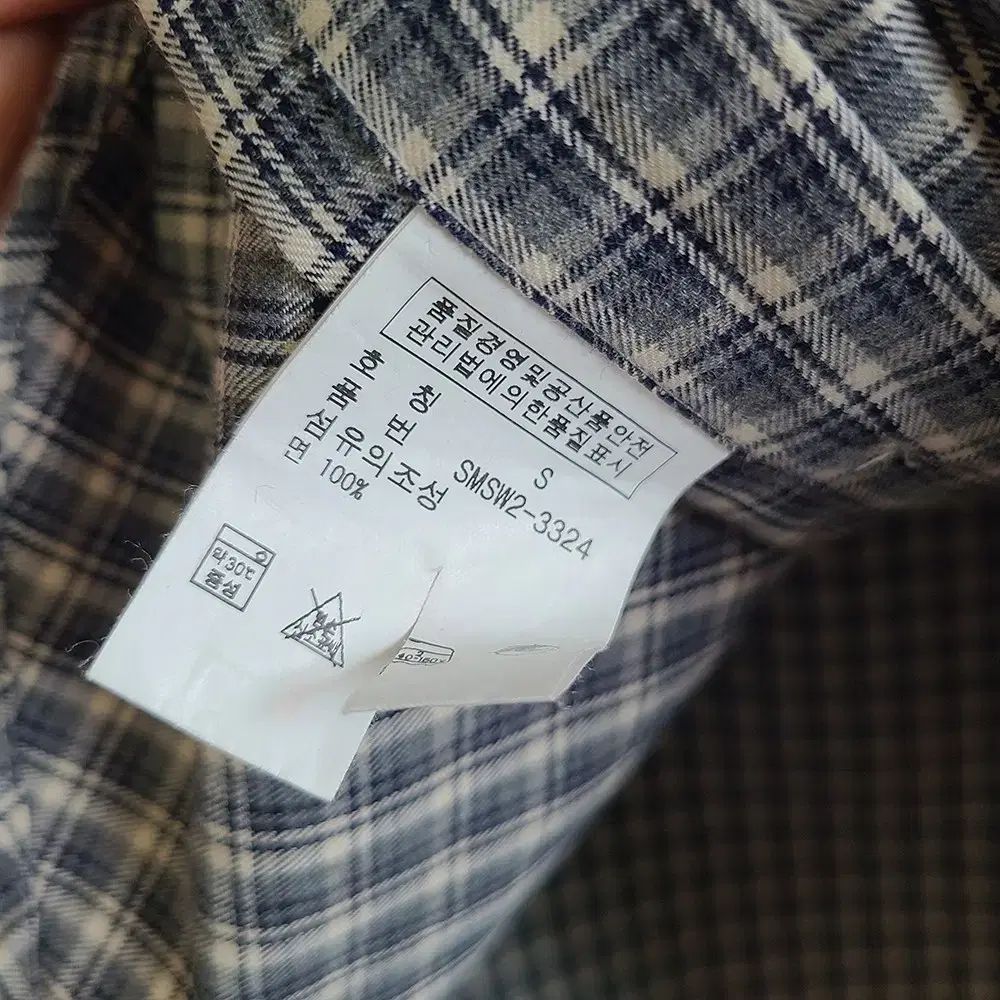 품질경영및공산품안전
관리법에의한품질표시
호 칭 S
품 번 SMSW2-3324
섬유의조성
면 100%
약30℃
중성